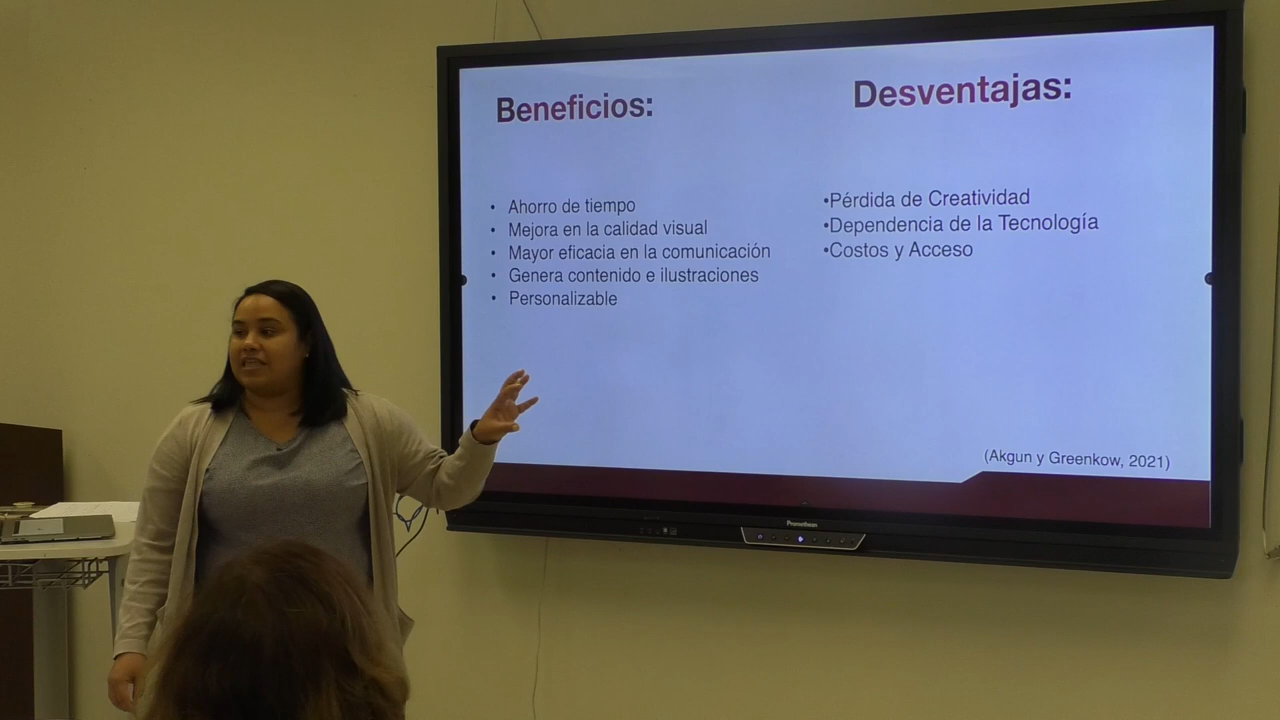 Beneficios:
• Ahorro de tiempo
• Mejora en la calidad visual
• Mayor eficacia en la comunicación
• Genera contenido e ilustraciones
• Personalizable
Desventajas:
•Pérdida de Creatividad
•Dependencia de la Tecnología
•Costos y Acceso
(Akgun y Greenkow, 2021)
Promethean